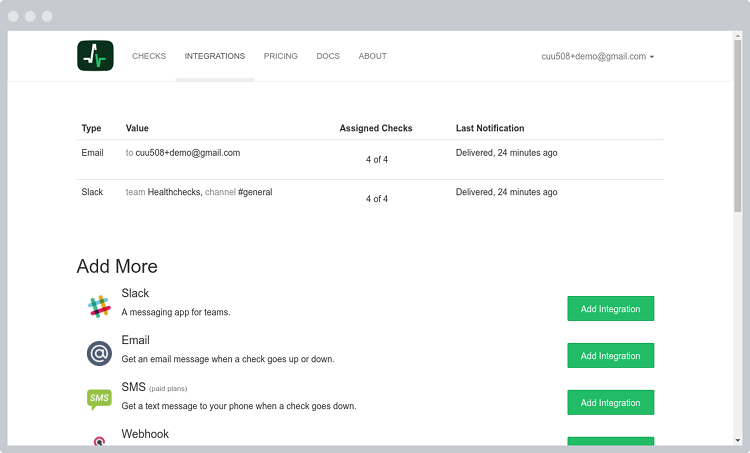 CHECKS INTEGRATIONS PRICING DOCS ABOUT cuu508+demo@gmail.com
Type Value Assigned Checks Last Notification
Email to cuu508+demo@gmail.com 4 of 4 Delivered, 24 minutes ago
Slack team Healthchecks, channel #general 4 of 4 Delivered, 24 minutes ago
Add More
Slack
A messaging app for teams.
Add Integration
Email
Get an email message when a check goes up or down.
Add Integration
SMS
SMS (paid plans)
Get a text message to your phone when a check goes down.
Add Integration
Webhook